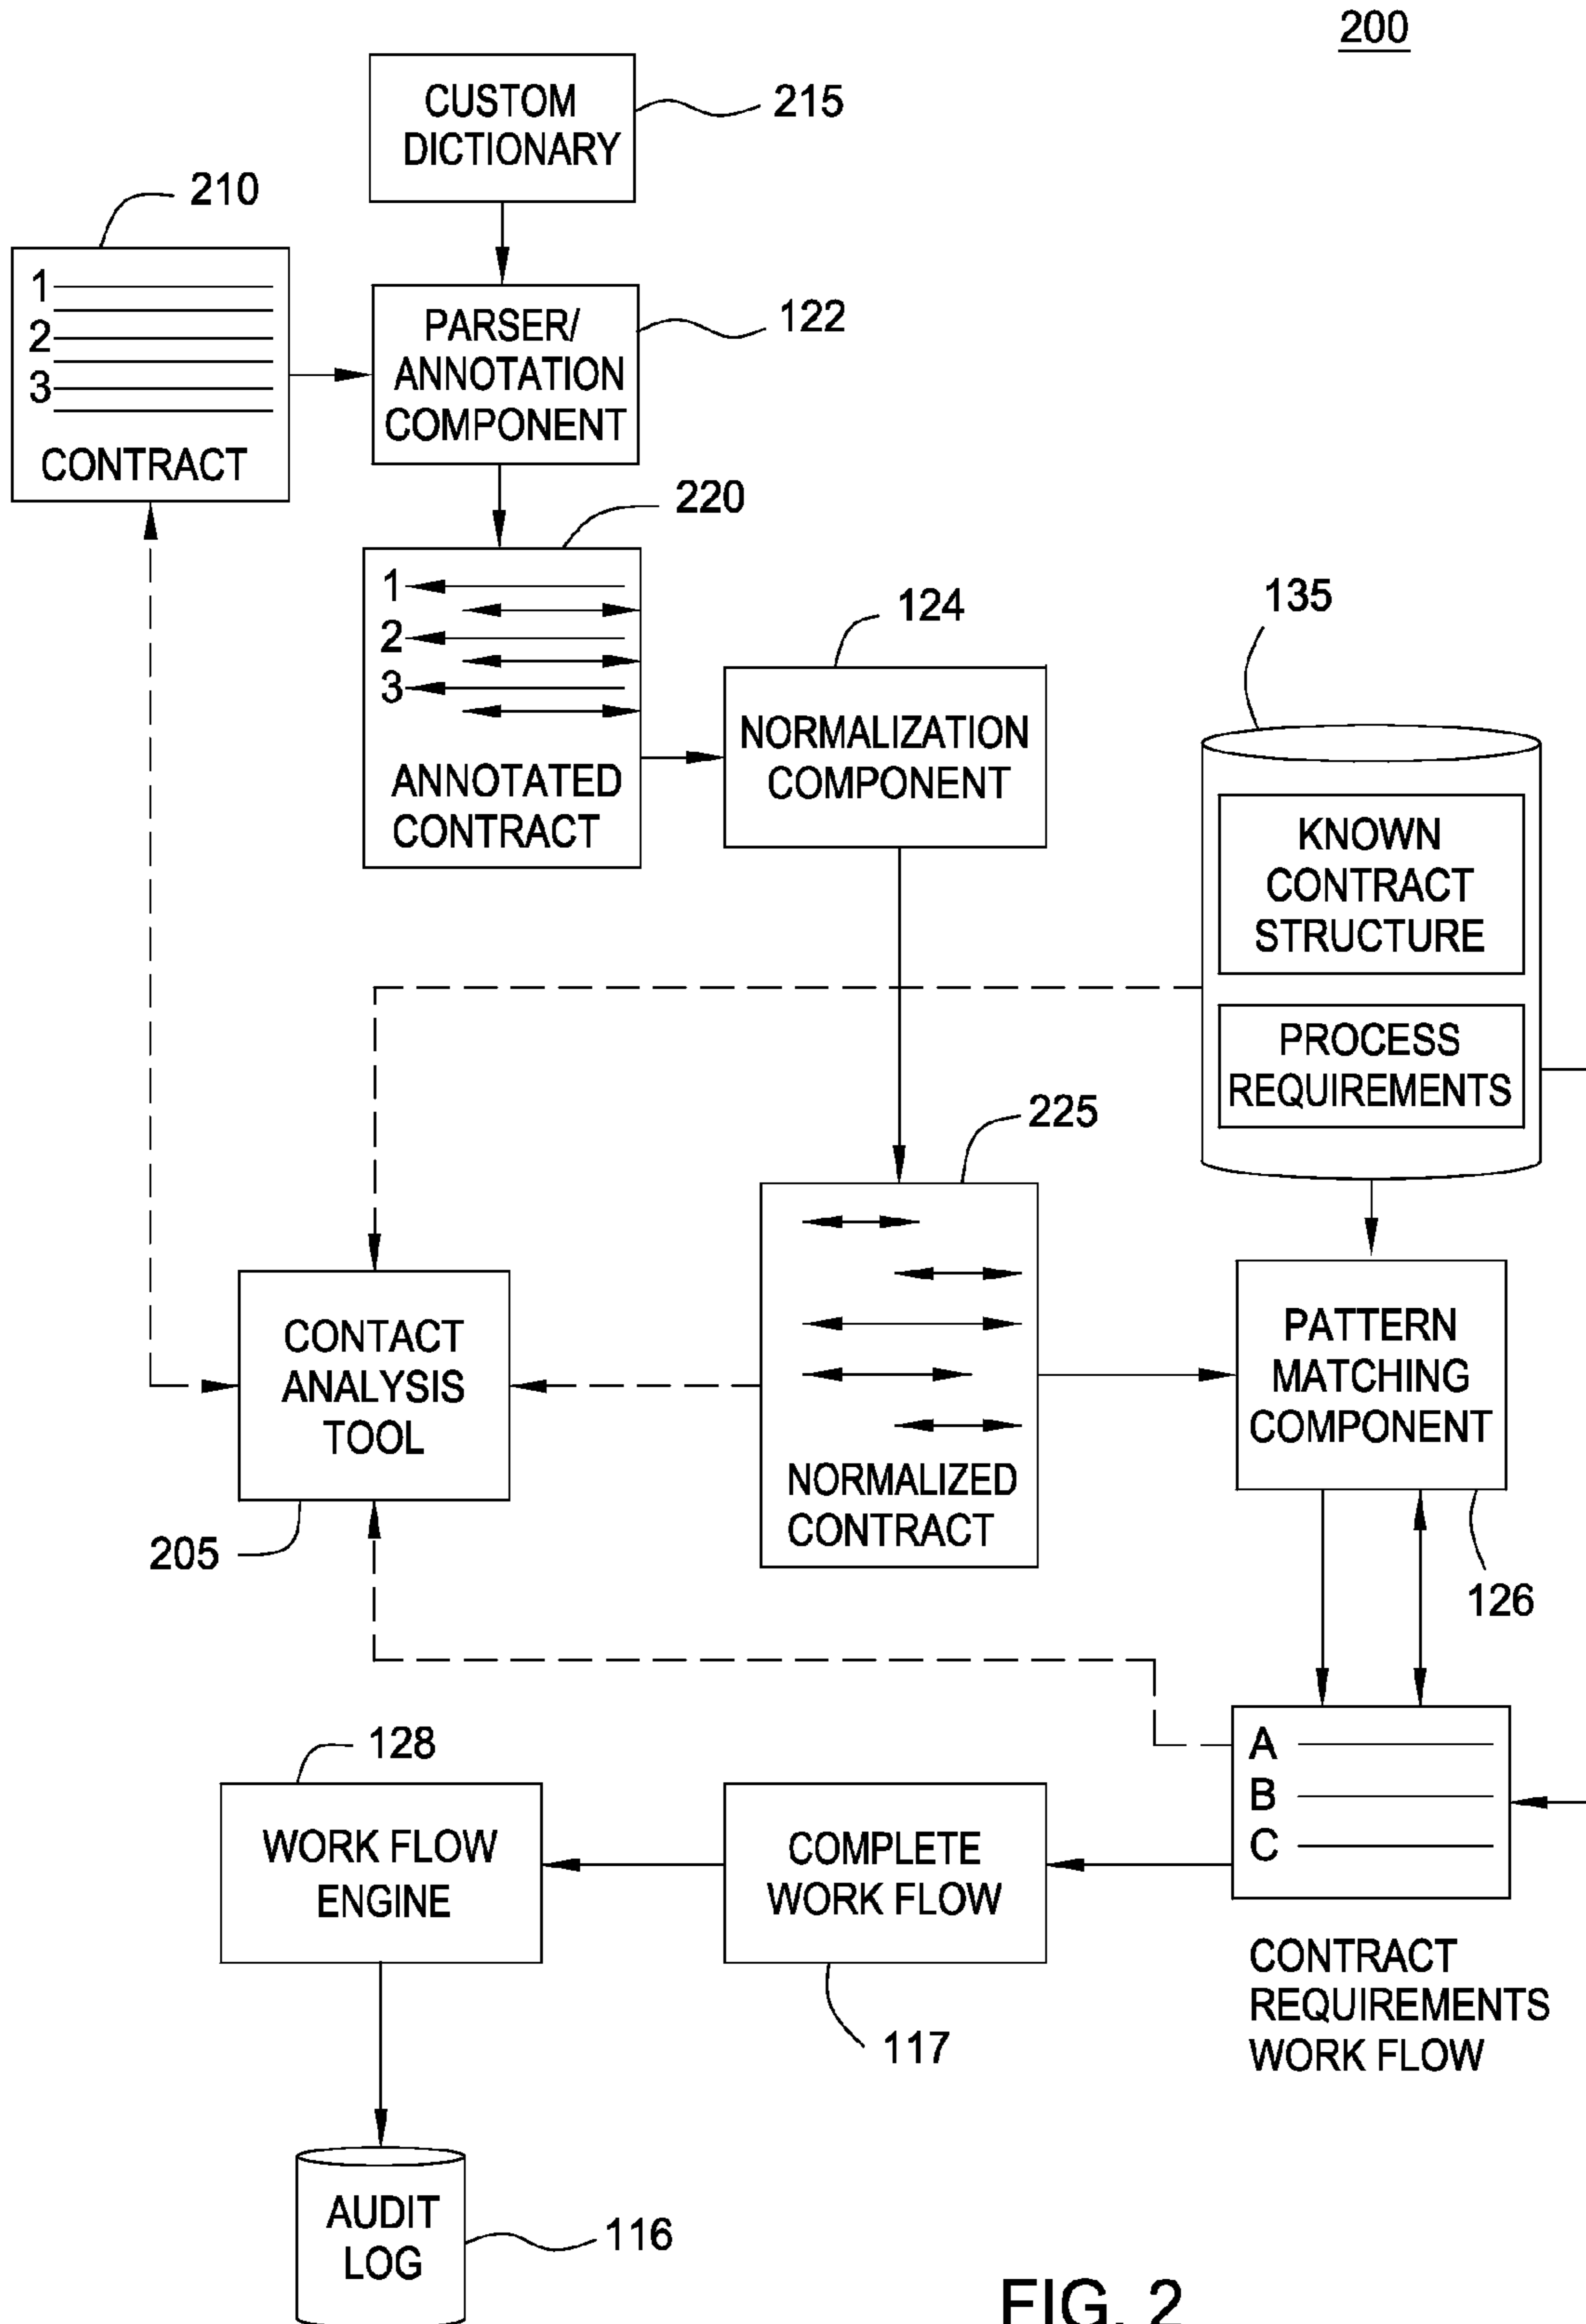 200
CUSTOM
DICTIONARY
215
210
1
2
3
CONTRACT
PARSER/
ANNOTATION
COMPONENT
122
220
1
2
3
ANNOTATED
CONTRACT
124
NORMALIZATION
COMPONENT
135
KNOWN
CONTRACT
STRUCTURE
PROCESS
REQUIREMENTS
225
NORMALIZED
CONTRACT
CONTACT
ANALYSIS
TOOL
205
PATTERN
MATCHING
COMPONENT
126
A
B
C
CONTRACT
REQUIREMENTS
WORK FLOW
128
WORK FLOW
ENGINE
COMPLETE
WORK FLOW
117
AUDIT
LOG
116
FIG. 2